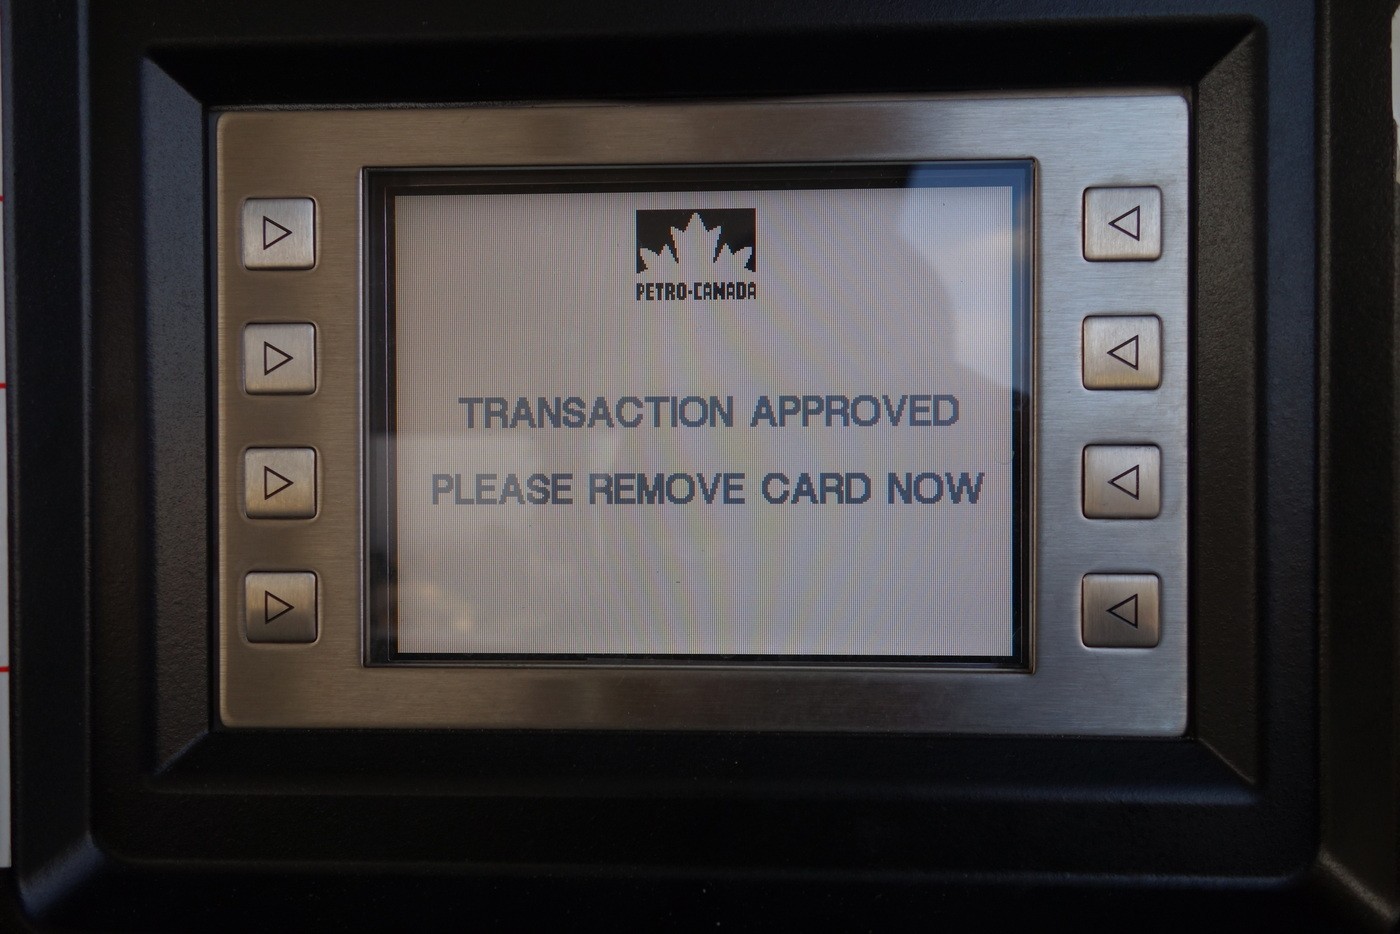 PETRO-CANADA
TRANSACTION APPROVED
PLEASE REMOVE CARD NOW